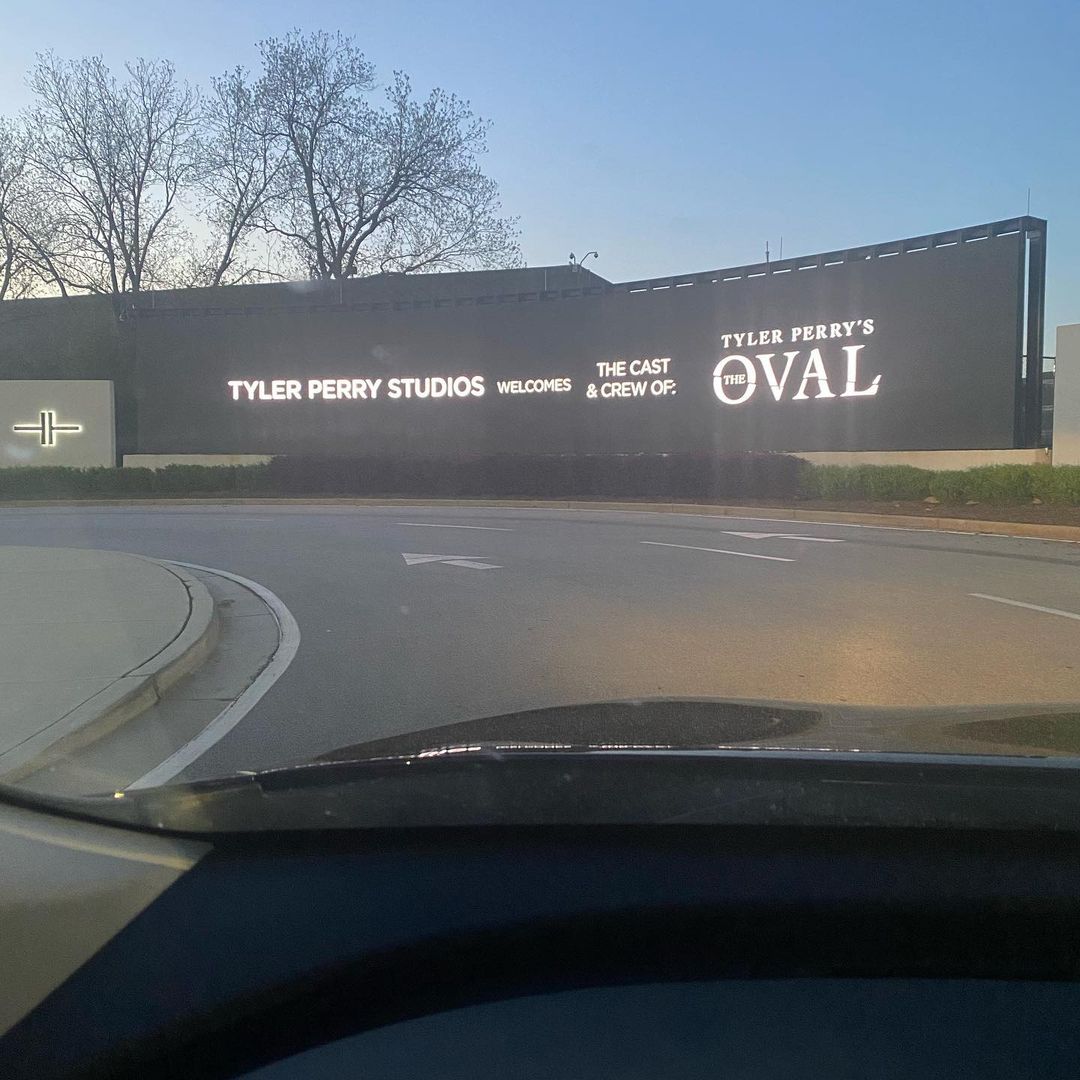 TYLER PERRY STUDIOS WELCOMES
THE CAST
& CREW OF:
TYLER PERRY'S
THE OVAL